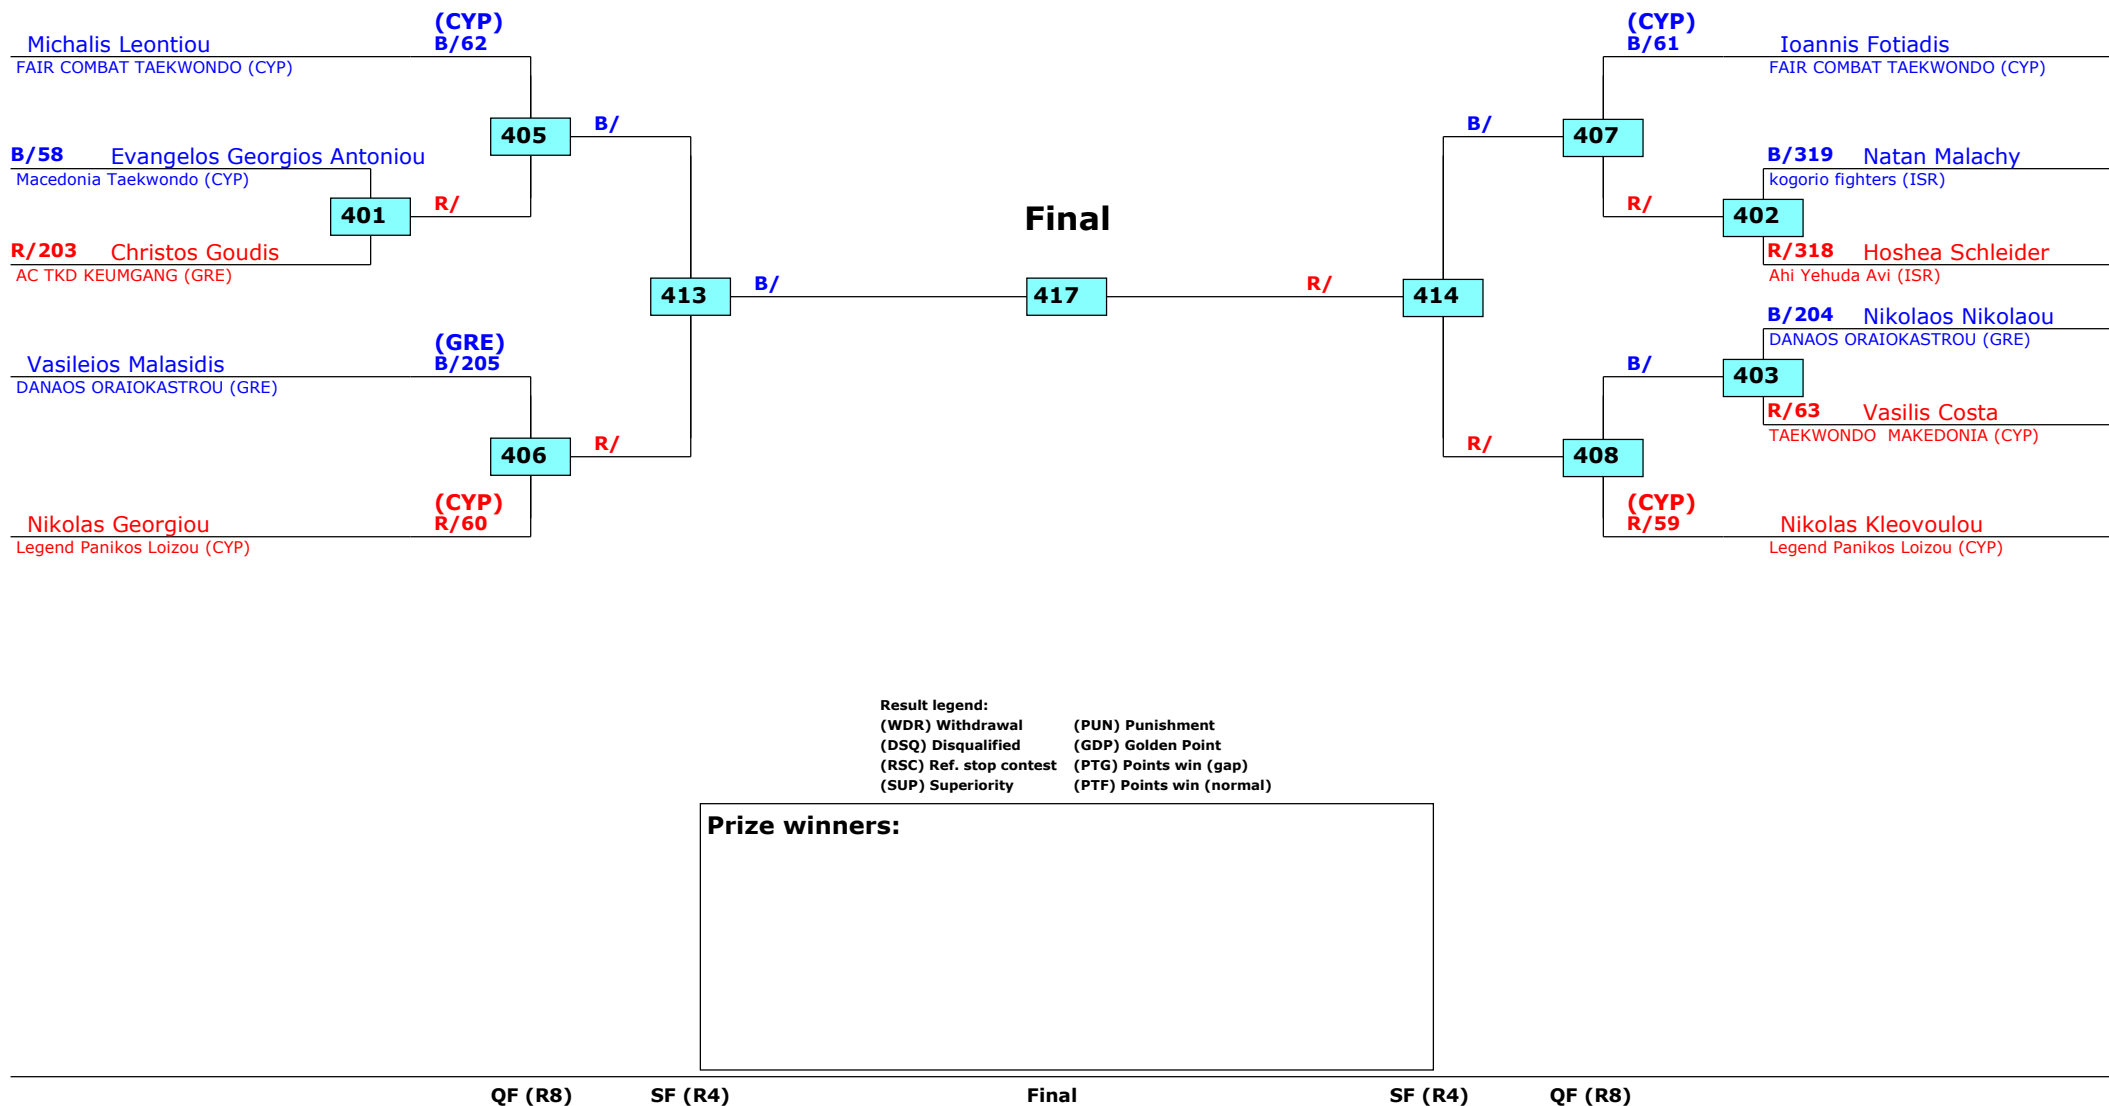 (CYP)
Michalis Leontiou B/62
FAIR COMBAT TAEKWONDO (CYP)
405 B/
B/58 Evangelos Georgios Antoniou
Macedonia Taekwondo (CYP)
401 R/
R/203 Christos Goudis
AC TKD KEUMGANG (GRE)
413 B/
(GRE)
Vasileios Malasidis B/205
DANAOS ORAIOKASTROU (GRE)
406 R/
(CYP)
Nikolas Georgiou R/60
Legend Panikos Loizou (CYP)
Final
417
(CYP)
B/61 Ioannis Fotiadis
FAIR COMBAT TAEKWONDO (CYP)
B/ 407
B/319 Natan Malachy
kogorio fighters (ISR)
R/ 402
R/318 Hoshea Schleider
Ahi Yehuda Avi (ISR)
R/ 414
B/204 Nikolaos Nikolaou
DANAOS ORAIOKASTROU (GRE)
B/ 403
R/63 Vasilis Costa
TAEKWONDO  MAKEDONIA (CYP)
R/ 408
(CYP)
R/59 Nikolas Kleovoulou
Legend Panikos Loizou (CYP)
Result legend:
(WDR) Withdrawal (PUN) Punishment
(DSQ) Disqualified (GDP) Golden Point
(RSC) Ref. stop contest (PTG) Points win (gap)
(SUP) Superiority (PTF) Points win (normal)
Prize winners:
QF (R8) SF (R4) Final SF (R4) QF (R8)